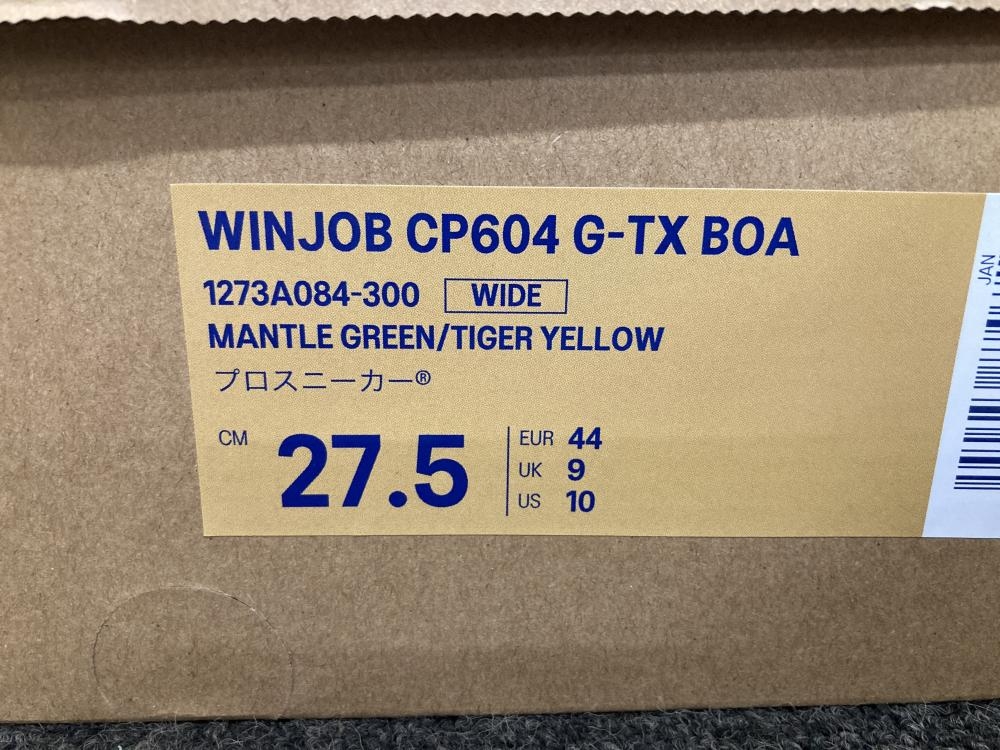 WINJOB CP604 G-TX BOA
1273A084-300 WIDE
MANTLE GREEN/TIGER YELLOW
プロスニーカー®
CM 27.5
EUR 44
UK 9
US 10
JAN